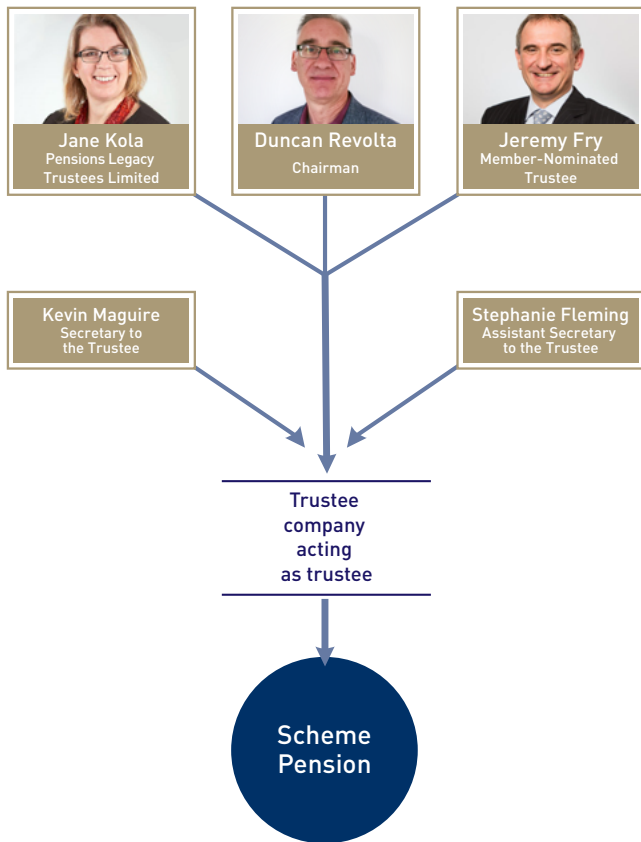 Jane Kola
Pensions Legacy
Trustees Limited
Duncan Revolta
Chairman
Jeremy Fry
Member-Nominated
Trustee
Kevin Maguire
Secretary to
the Trustee
Stephanie Fleming
Assistant Secretary
to the Trustee
Trustee
company
acting
as trustee
Scheme
Pension